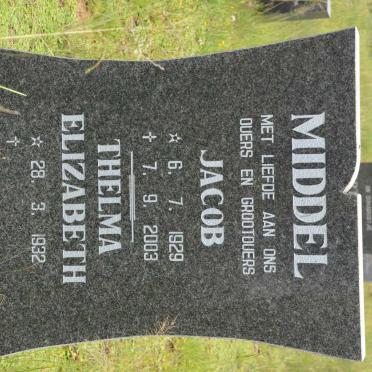 MIDDEL
MET LIEFDE AAN ONS
OUERS EN GROOTOUERS
JACOB
☆ 6. 7. 1929
✝ 7. 9. 2003
THELMA
ELIZABETH
☆ 28. 3. 1932
✝